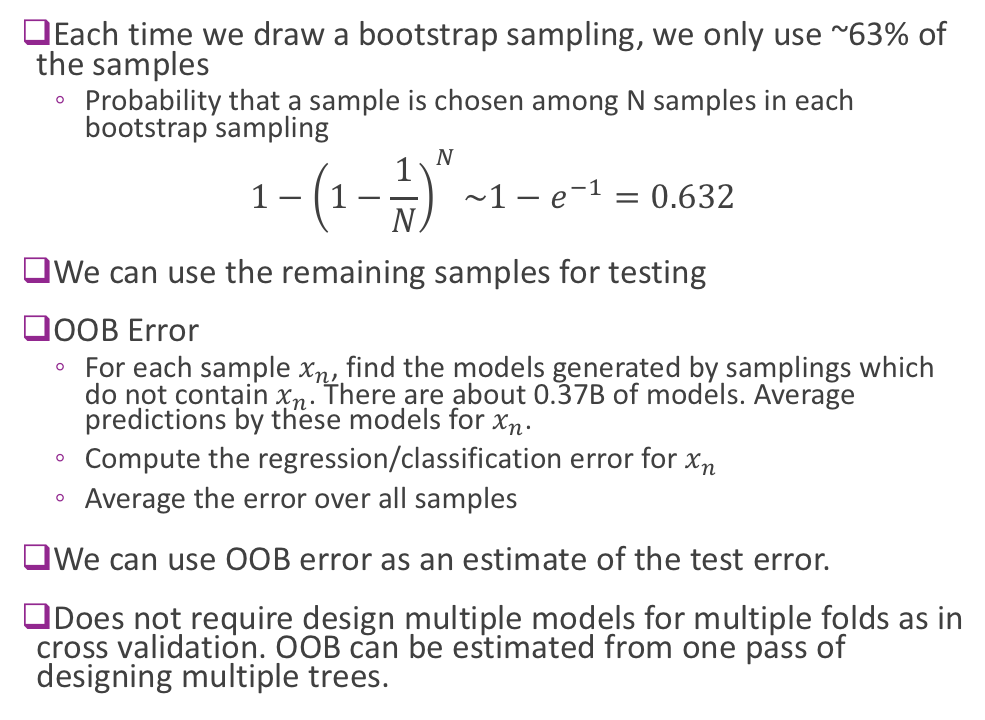 ❑Each time we draw a bootstrap sampling, we only use ~63% of
the samples
◦ Probability that a sample is chosen among N samples in each
bootstrap sampling
1 − (1 − 1/N)^N ~1 − e^−1 = 0.632
❑We can use the remaining samples for testing
❑OOB Error
◦ For each sample x_n, find the models generated by samplings which
do not contain x_n. There are about 0.37B of models. Average
predictions by these models for x_n.
◦ Compute the regression/classification error for x_n
◦ Average the error over all samples
❑We can use OOB error as an estimate of the test error.
❑Does not require design multiple models for multiple folds as in
cross validation. OOB can be estimated from one pass of
designing multiple trees.